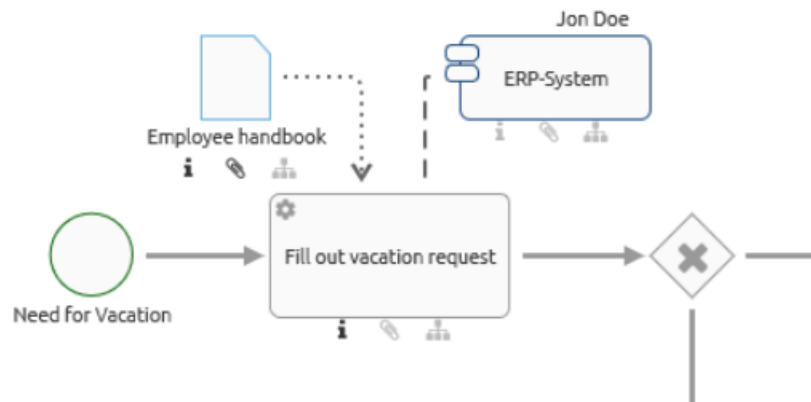 Jon Doe
ERP-System
Employee handbook
Fill out vacation request
Need for Vacation